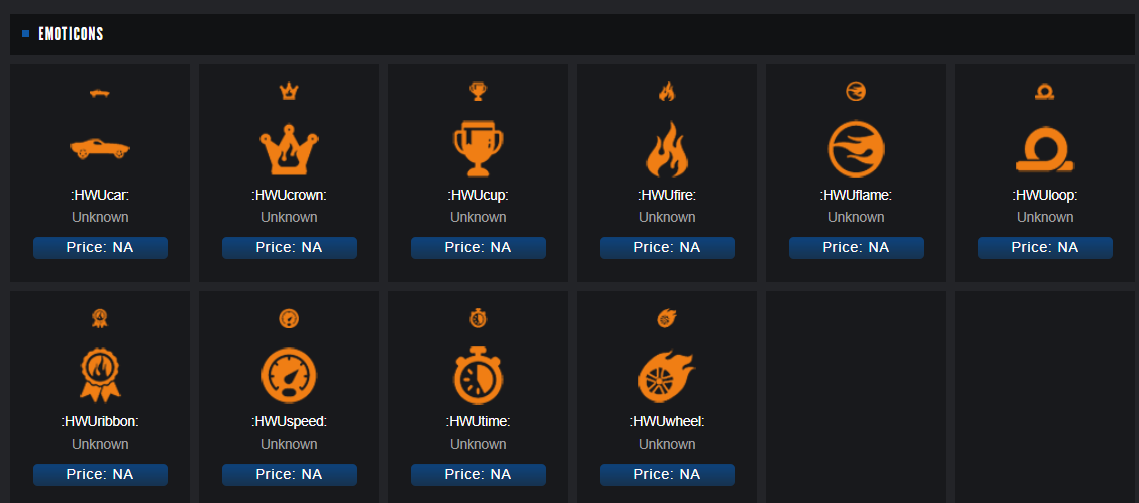 EMOTICONS
:HWUcar: :HWUcrown: :HWUcup: :HWUfire: :HWUflame: :HWUloop:
Unknown Unknown Unknown Unknown Unknown Unknown
Price: NA Price: NA Price: NA Price: NA Price: NA Price: NA
:HWUribbon: :HWUspeed: :HWUtime: :HWUwheel:
Unknown Unknown Unknown Unknown
Price: NA Price: NA Price: NA Price: NA